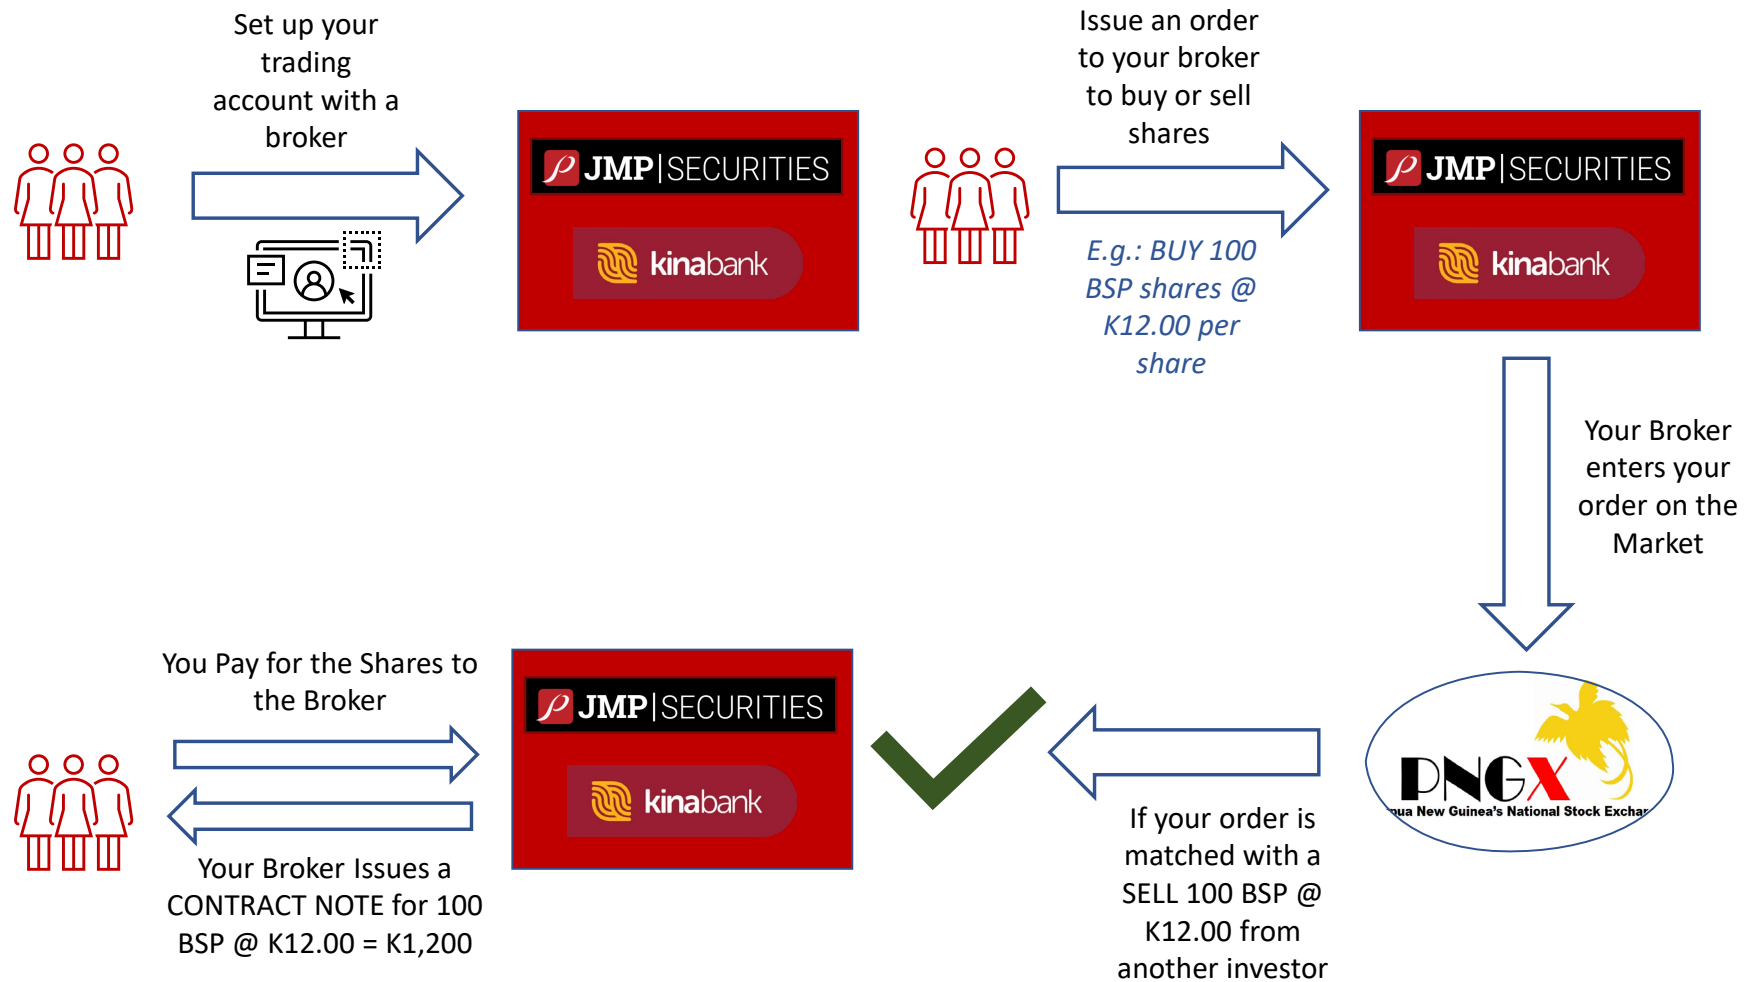 Set up your
trading
account with a
broker
JMP|SECURITIES
kinabank
Issue an order
to your broker
to buy or sell
shares
E.g.: BUY 100
BSP shares @
K12.00 per
share
JMP|SECURITIES
kinabank
Your Broker
enters your
order on the
Market
PNGX
pua New Guinea's National Stock Exchan
If your order is
matched with a
SELL 100 BSP @
K12.00 from
another investor
JMP|SECURITIES
kinabank
You Pay for the Shares to
the Broker
Your Broker Issues a
CONTRACT NOTE for 100
BSP @ K12.00 = K1,200